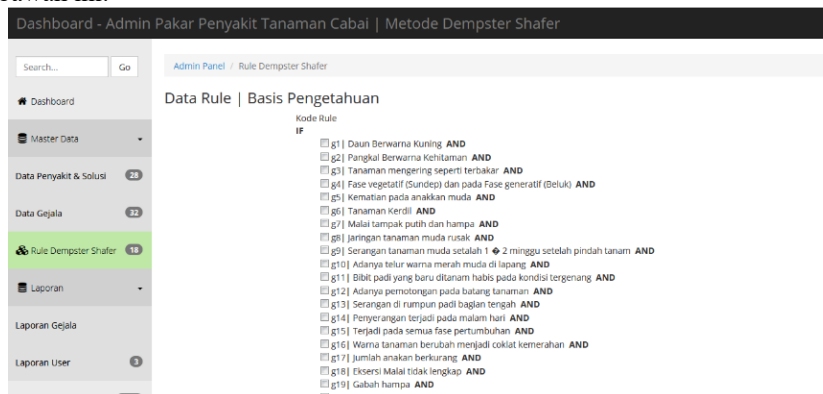 Dashboard - Admin Pakar Penyakit Tanaman Cabai | Metode Dempster Shafer
Search... Go
Admin Panel / Rule Dempster Shafer
Dashboard
Master Data
Data Penyakit & Solusi 28
Data Gejala 32
Rule Dempster Shafer 18
Laporan
Laporan Gejala
Laporan User 3
Data Rule | Basis Pengetahuan
Kode Rule
IF
g1| Daun Berwarna Kuning AND
g2| Pangkal Berwarna Kehitaman AND
g3| Tanaman mengering seperti terbakar AND
g4| Fase vegetatif (Sundep) dan pada Fase generatif (Beluk) AND
g5| Kematian pada anakkan muda AND
g6| Tanaman Kerdil AND
g7| Malai tampak putih dan hampa AND
g8| Jaringan tanaman muda rusak AND
g9| Serangan tanaman muda setalah 1 � 2 minggu setelah pindah tanam AND
g10| Adanya telur warna merah muda di lapang AND
g11| Bibit padi yang baru ditanam habis pada kondisi tergenang AND
g12| Adanya pemotongan pada batang tanaman AND
g13| Serangan di rumpun padi bagian tengah AND
g14| Penyerangan terjadi pada malam hari AND
g15| Terjadi pada semua fase pertumbuhan AND
g16| Warna tanaman berubah menjadi coklat kemerahan AND
g17| Jumlah anakan berkurang AND
g18| Eksersi Malai tidak lengkap AND
g19| Gabah hampa AND